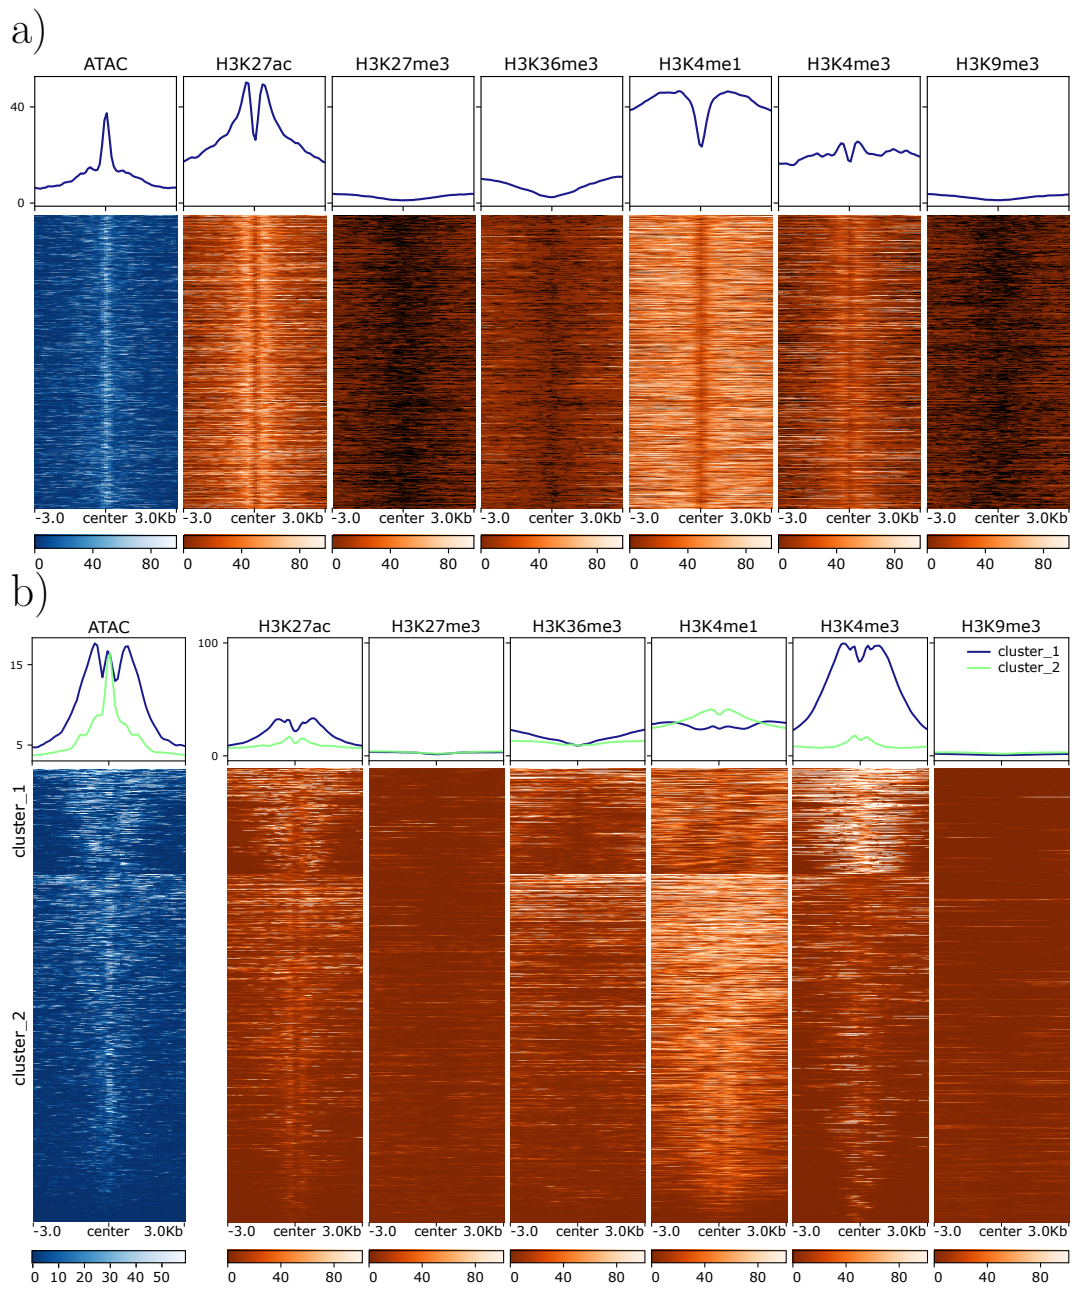 a)
ATAC H3K27ac H3K27me3 H3K36me3 H3K4me1 H3K4me3 H3K9me3
40
0
-3.0 center 3.0Kb -3.0 center 3.0Kb -3.0 center 3.0Kb -3.0 center 3.0Kb -3.0 center 3.0Kb -3.0 center 3.0Kb -3.0 center 3.0Kb
0 40 80 0 40 80 0 40 80 0 40 80 0 40 80 0 40 80 0 40 80
b)
ATAC H3K27ac H3K27me3 H3K36me3 H3K4me1 H3K4me3 H3K9me3
15
5
100
0
cluster_1
cluster_2
cluster_1
cluster_2
-3.0 center 3.0Kb -3.0 center 3.0Kb -3.0 center 3.0Kb -3.0 center 3.0Kb -3.0 center 3.0Kb -3.0 center 3.0Kb -3.0 center 3.0Kb
0 10 20 30 40 50 0 40 80 0 40 80 0 40 80 0 40 80 0 40 80 0 40 80